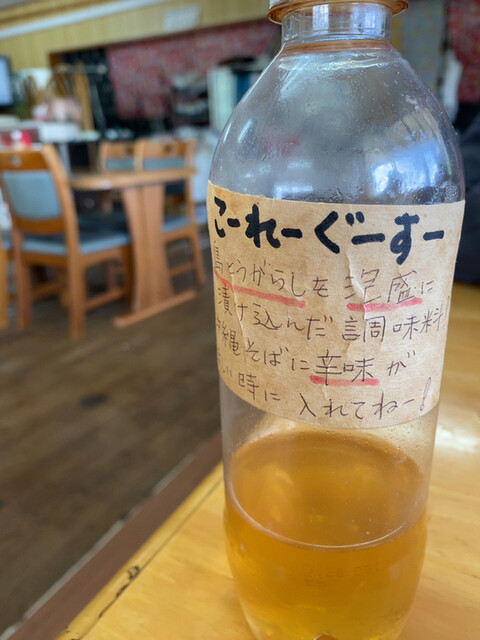 こーれーぐーすー
島とうがらしを泡盛に
漬け込んだ調味料!
沖縄そばに辛味が
しい時に入れてねー!